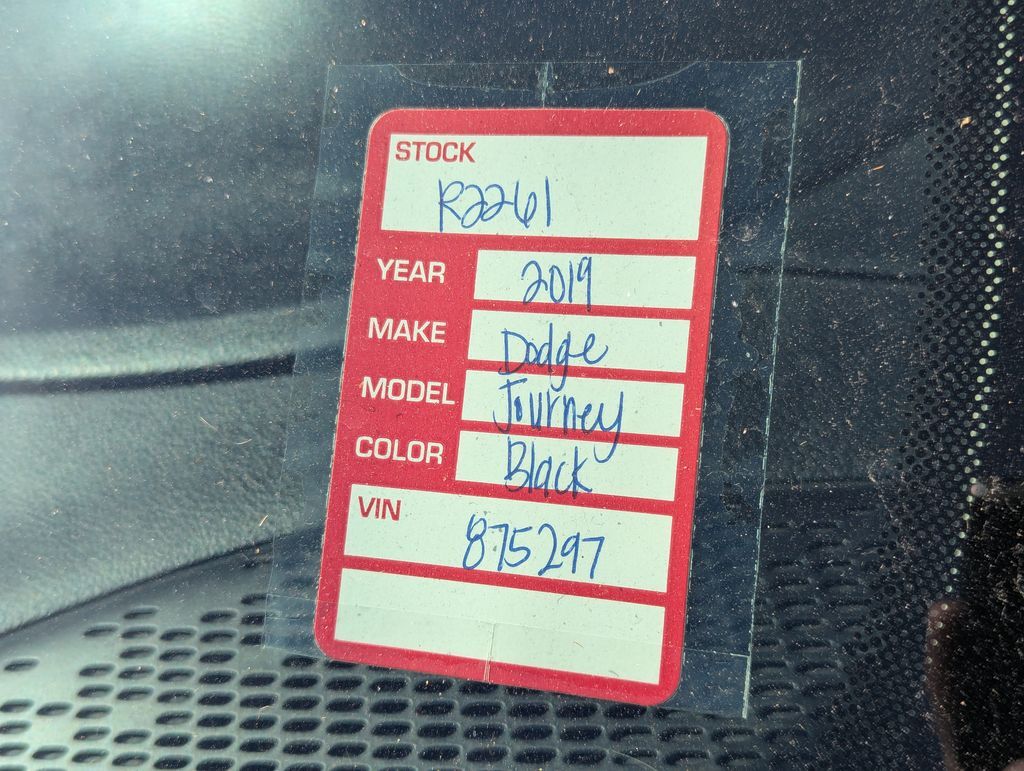 STOCK
R2261
YEAR 2019
MAKE Dodge
MODEL Journey
COLOR Black
VIN
875297